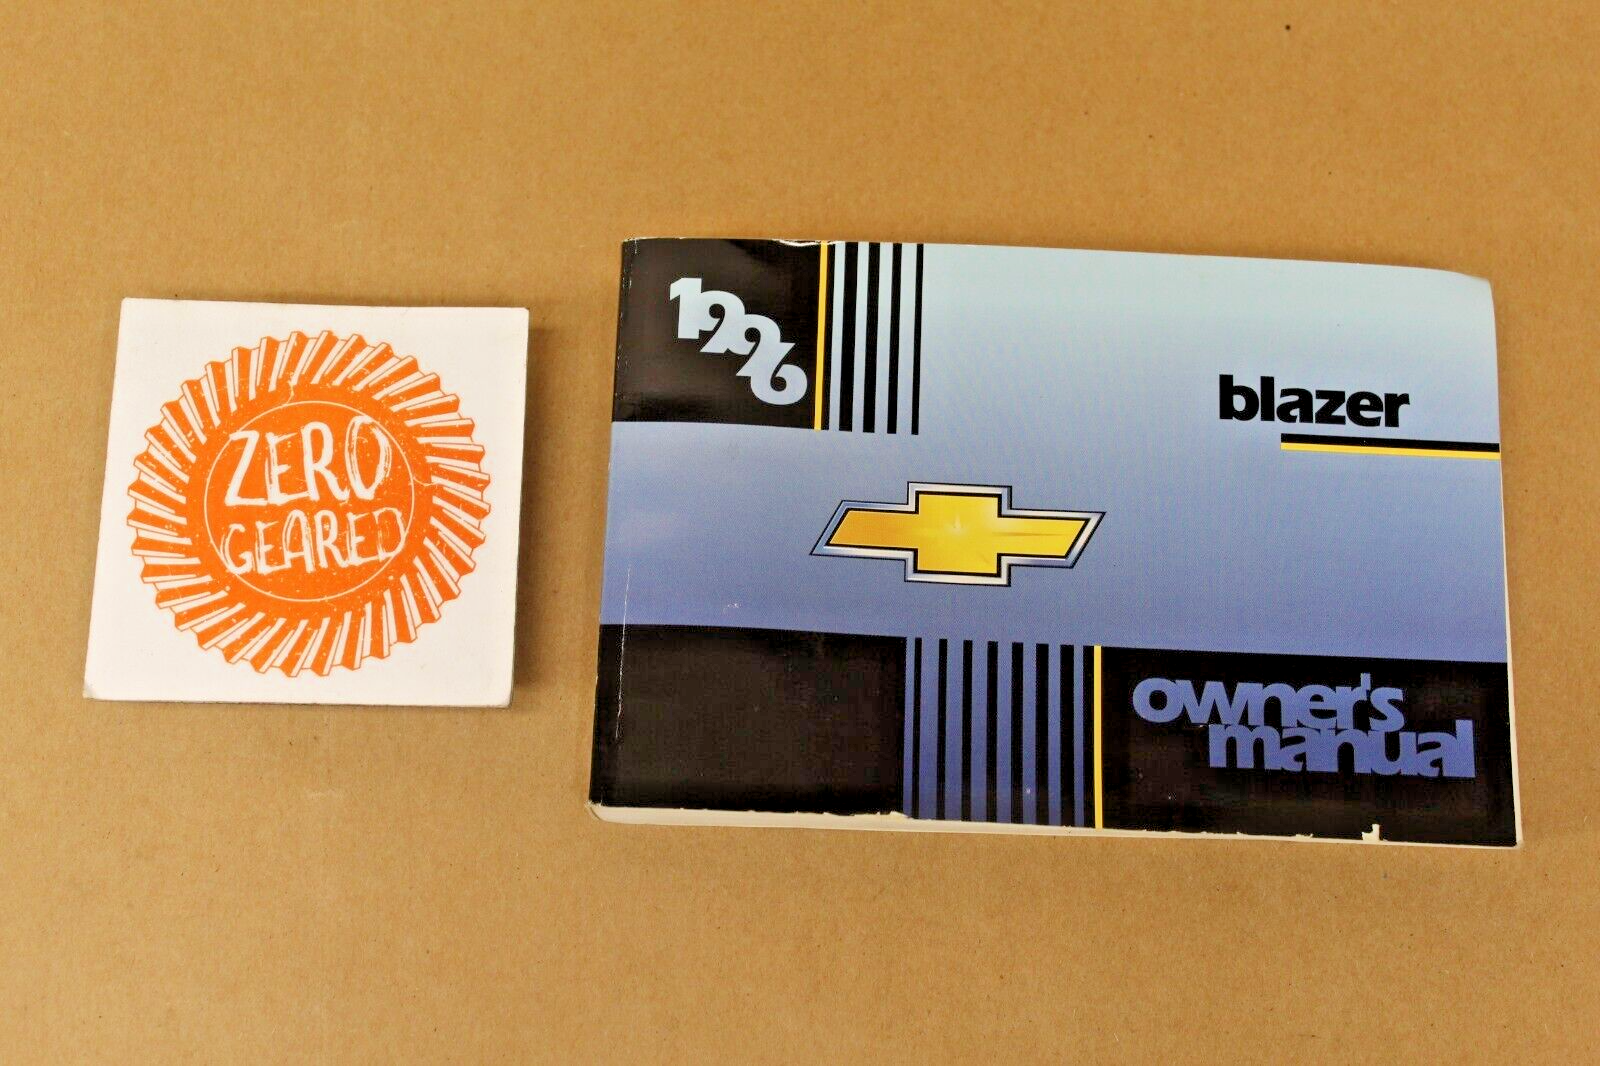 ZERO
GEARED
1996
blazer
owner's
manual